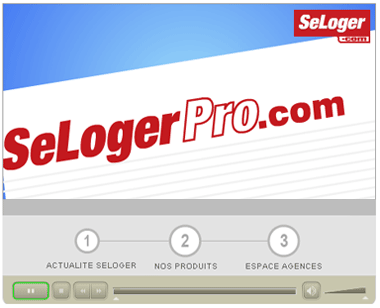 SeLoger
.com
SeLogerPro.com
1 2 3
ACTUALITE SELOGER NOS PRODUITS ESPACE AGENCES